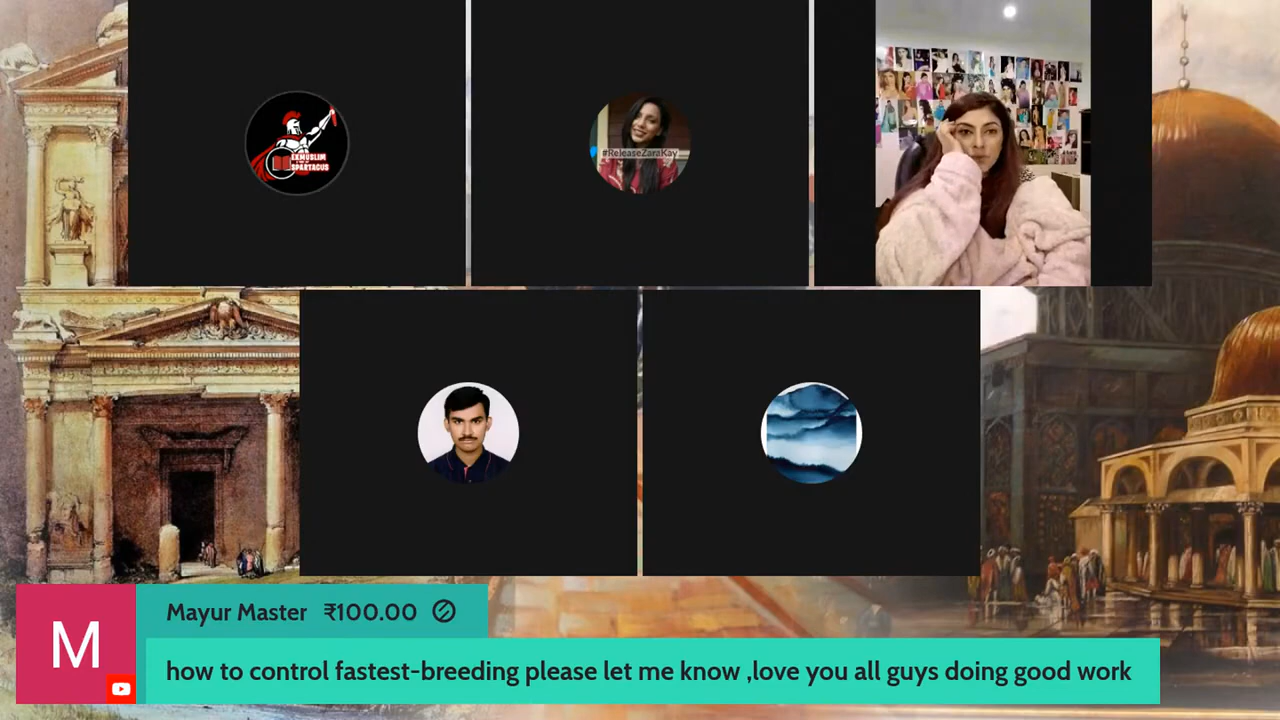 EXMUSLIM
SPARTACUS
#ReleaseZaraKay
M
Mayur Master ₹100.00
how to control fastest-breeding please let me know ,love you all guys doing good work